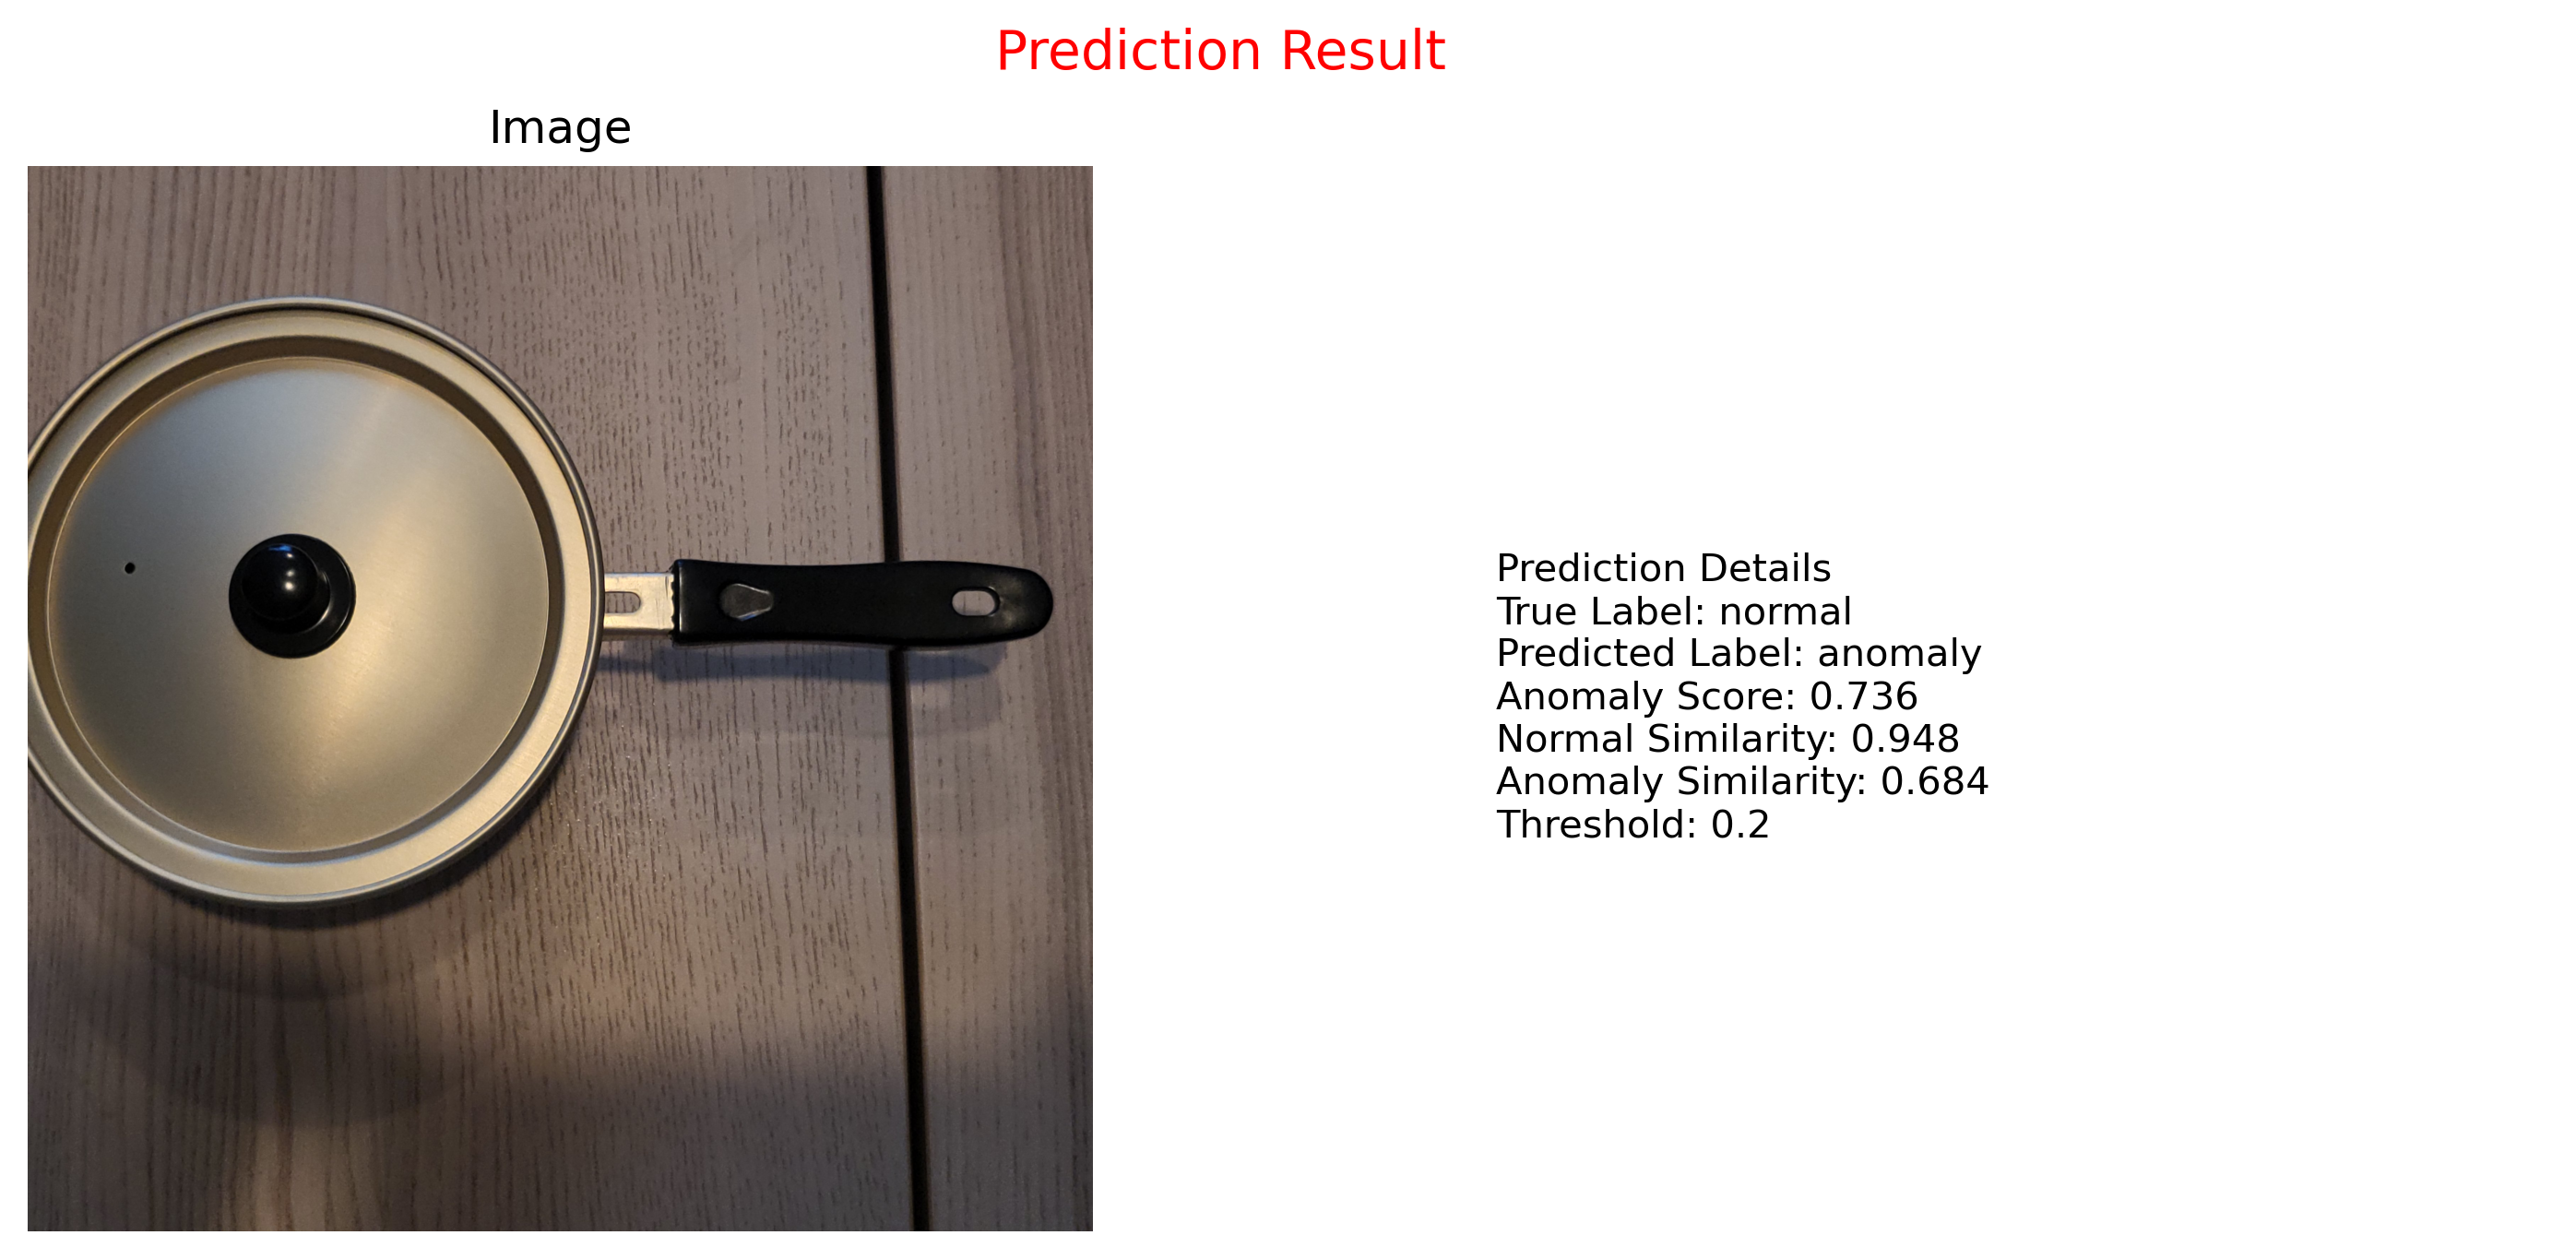 Prediction Result
Image
Prediction Details
True Label: normal
Predicted Label: anomaly
Anomaly Score: 0.736
Normal Similarity: 0.948
Anomaly Similarity: 0.684
Threshold: 0.2